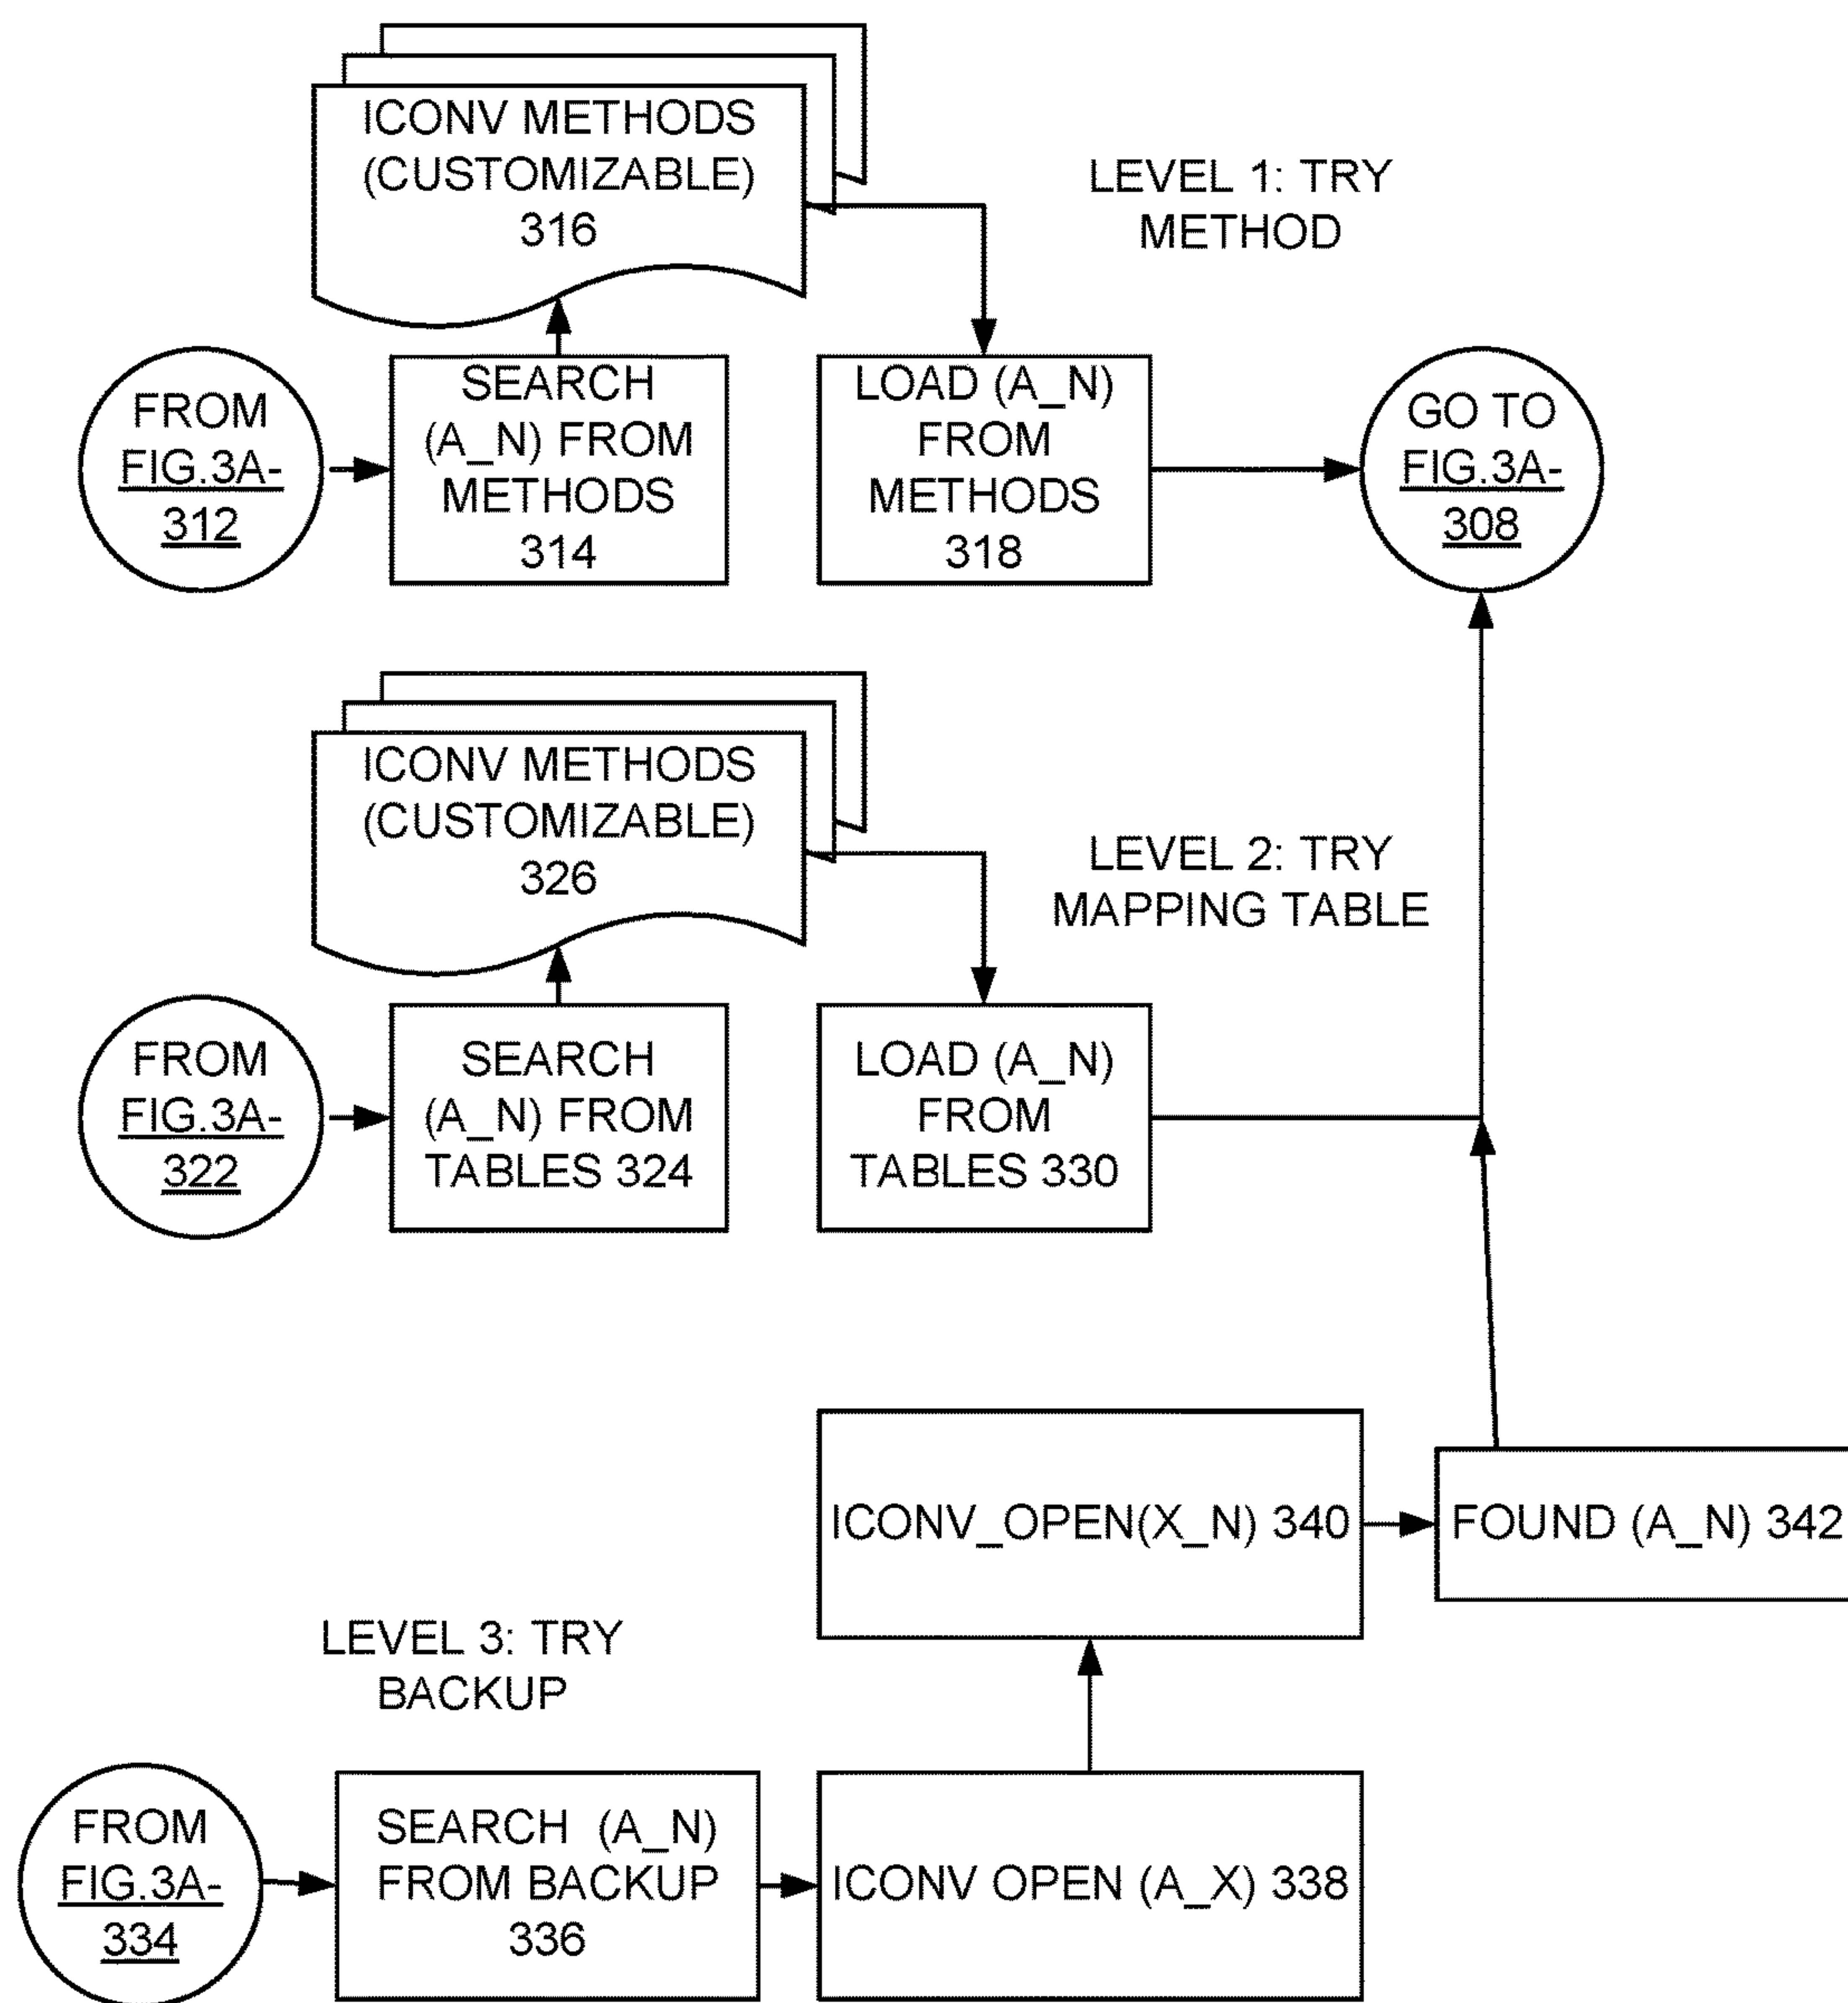 ICONV METHODS
(CUSTOMIZABLE)
316
LEVEL 1: TRY
METHOD
FROM
FIG.3A-
312
SEARCH
(A_N) FROM
METHODS
314
LOAD (A_N)
FROM
METHODS
318
GO TO
FIG.3A-
308
ICONV METHODS
(CUSTOMIZABLE)
326
LEVEL 2: TRY
MAPPING TABLE
FROM
FIG.3A-
322
SEARCH
(A_N) FROM
TABLES 324
LOAD (A_N)
FROM
TABLES 330
ICONV_OPEN(X_N) 340
FOUND (A_N) 342
LEVEL 3: TRY
BACKUP
FROM
FIG.3A-
334
SEARCH (A_N)
FROM BACKUP
336
ICONV OPEN (A_X) 338